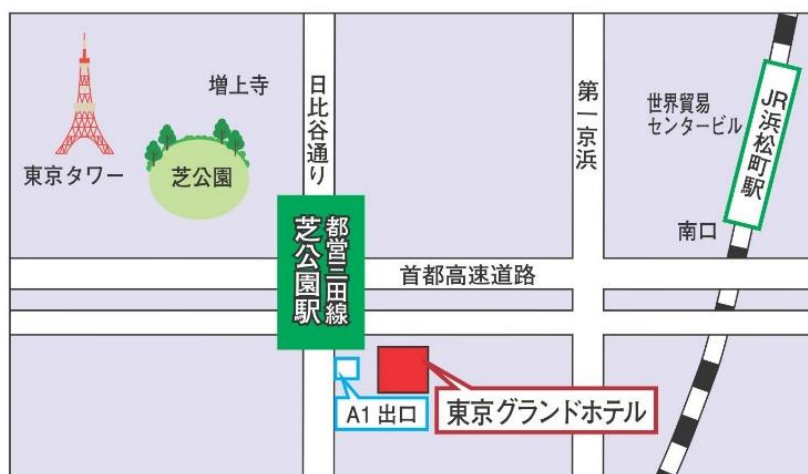 増上寺
東京タワー
芝公園
日比谷通り
都営三田線
芝公園駅
首都高速道路
第一京浜
世界貿易
センタービル
JR浜松町駅
南口
A1 出口
東京グランドホテル